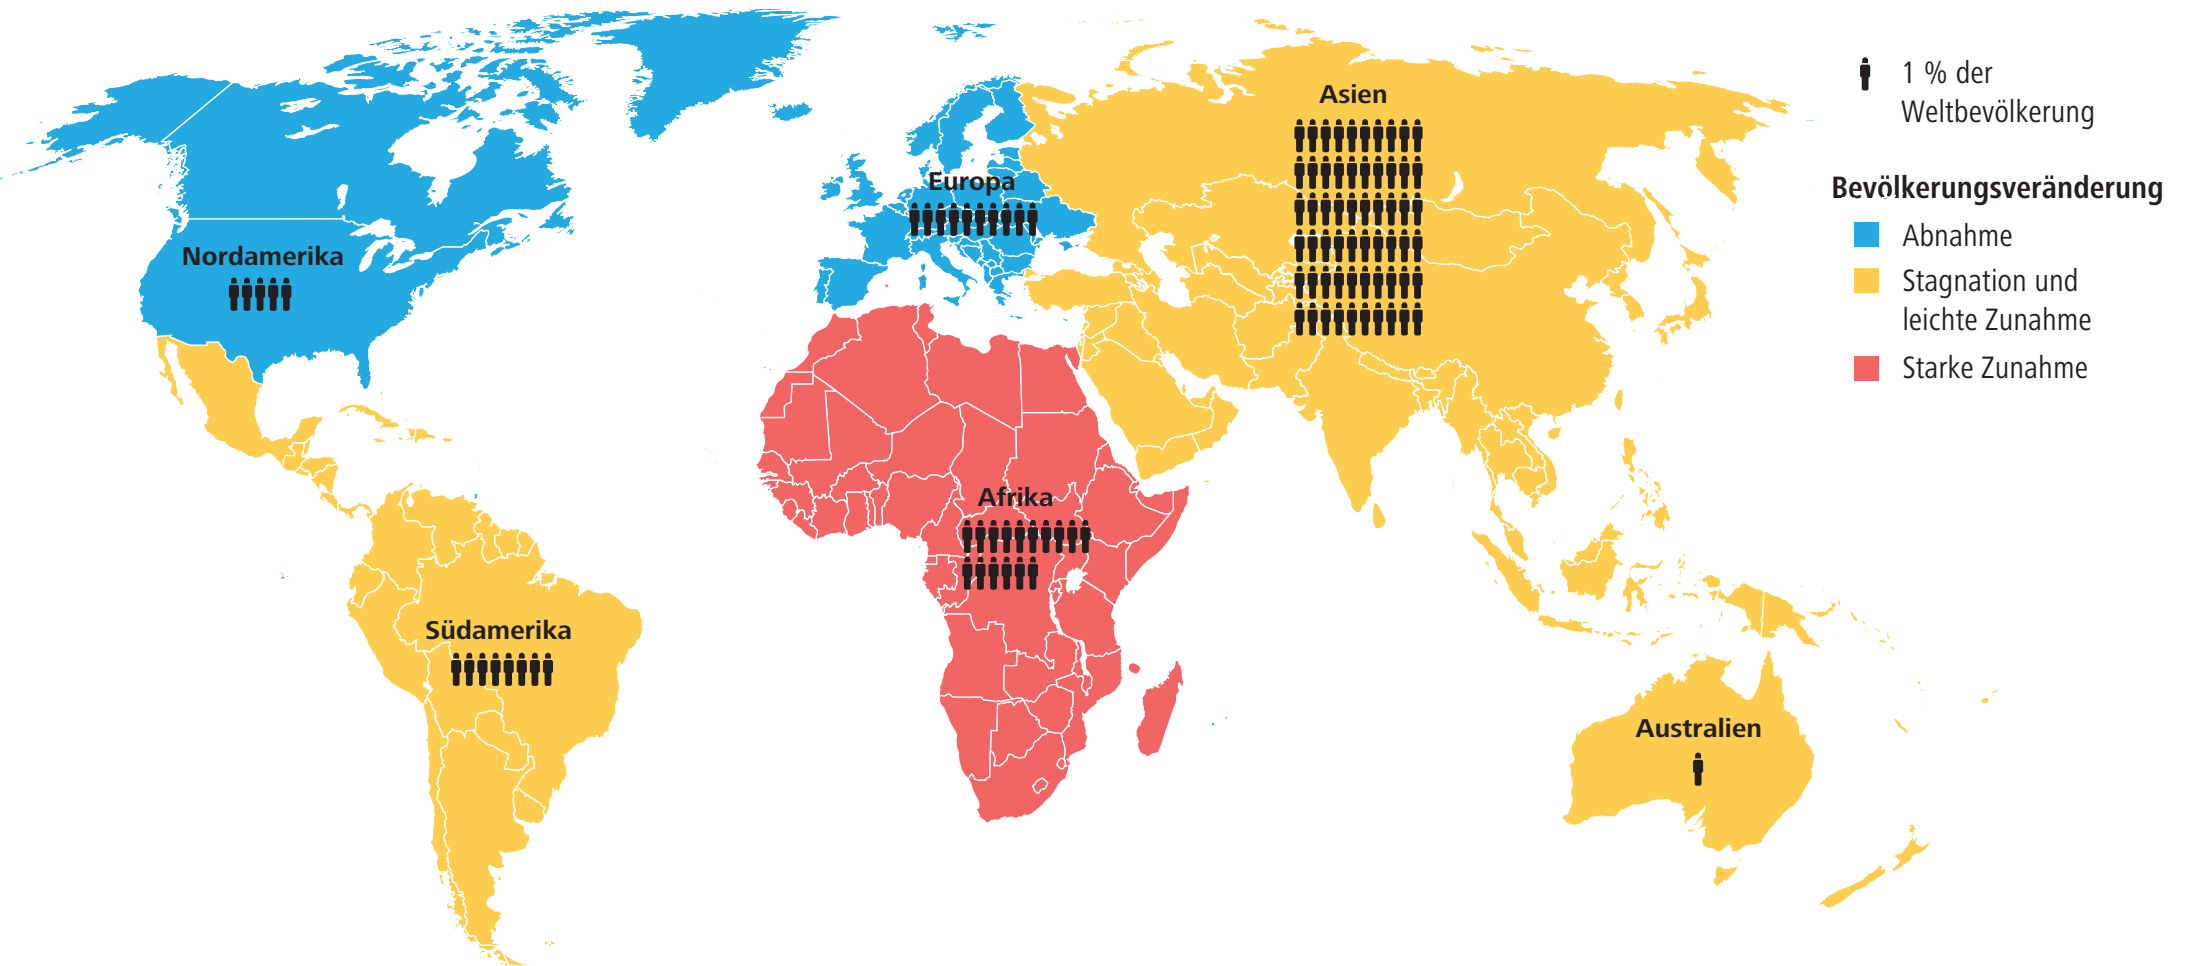 Asien
Europa
Nordamerika
Afrika
Südamerika
Australien
1 % der
Weltbevölkerung
Bevölkerungsveränderung
Abnahme
Stagnation und
leichte Zunahme
Starke Zunahme